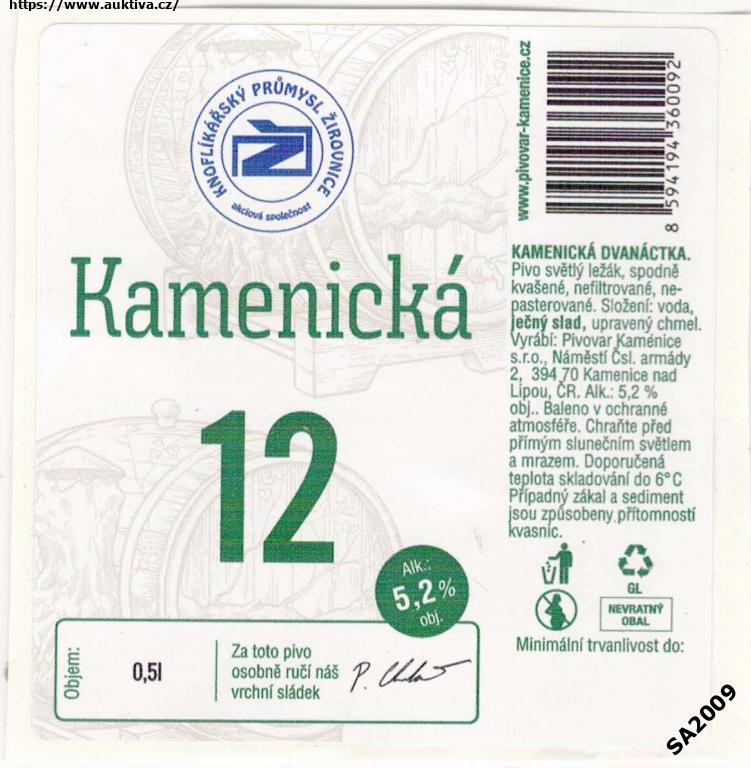 https://www.auktiva.cz/
KNOFLÍKÁŘSKÝ PRŮMYSL ŽIROVNICE
akciová společnost
Kamenická
12
Alk.:
5,2%
obj.
Objem:
0,5l
Za toto pivo
osobně ručí náš
vrchní sládek
www.pivovar-kamenice.cz
8 594194 360092
KAMENICKÁ DVANÁCTKA.
Pivo světlý ležák, spodně
kvašené, nefiltrované, ne-
pasterované. Složení: voda,
ječný slad, upravený chmel.
Vyrábí: Pivovar Kamenice
s.r.o., Náměstí Čsl. armády
2, 394 70 Kamenice nad
Lipou, ČR. Alk.: 5,2 %
obj.. Baleno v ochranné
atmosféře. Chraňte před
přímým slunečním světlem
a mrazem. Doporučená
teplota skladování do 6°C
Případný zákal a sediment
jsou způsobeny přítomností
kvasnic.
GL
NEVRATNÝ
OBAL
Minimální trvanlivost do:
SA2009